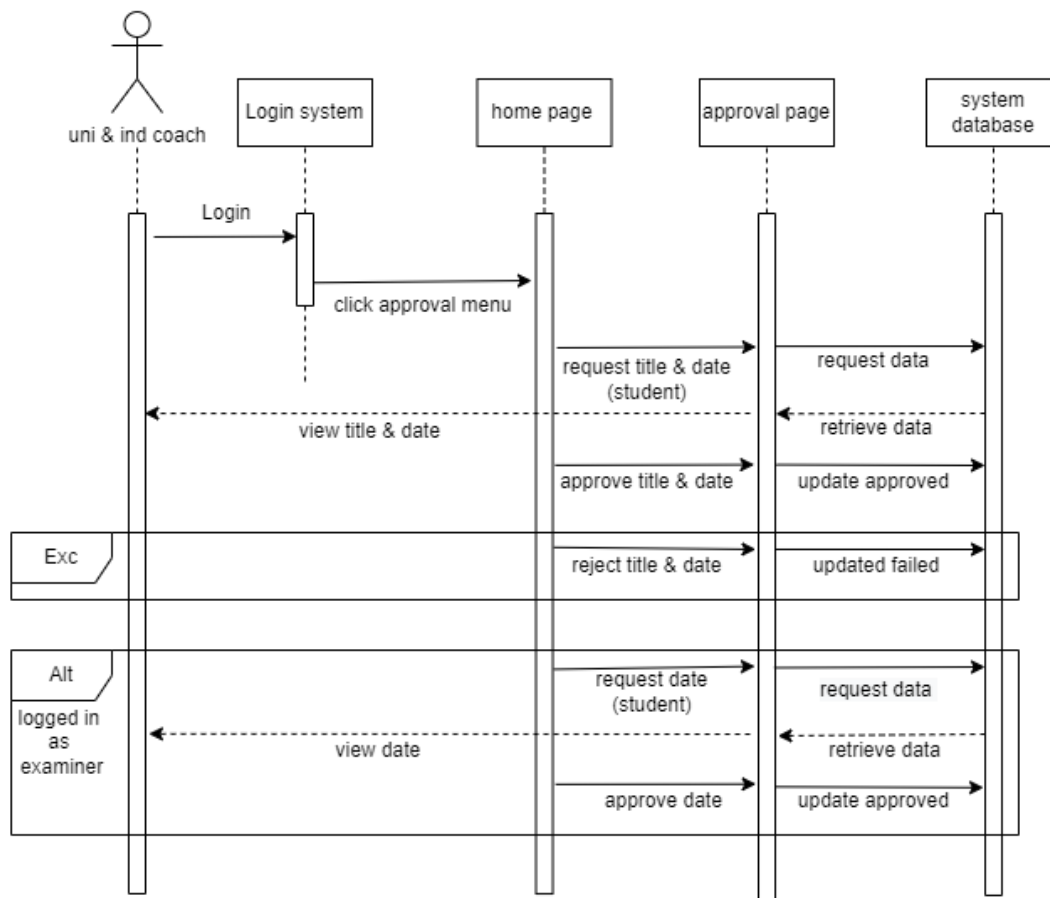 uni & ind coach
Login system
home page
approval page
system
database
Login
click approval menu
request title & date
(student)
request data
view title & date
retrieve data
approve title & date
update approved
Exc
reject title & date
updated failed
Alt
logged in
as
examiner
request date
(student)
request data
view date
retrieve data
approve date
update approved